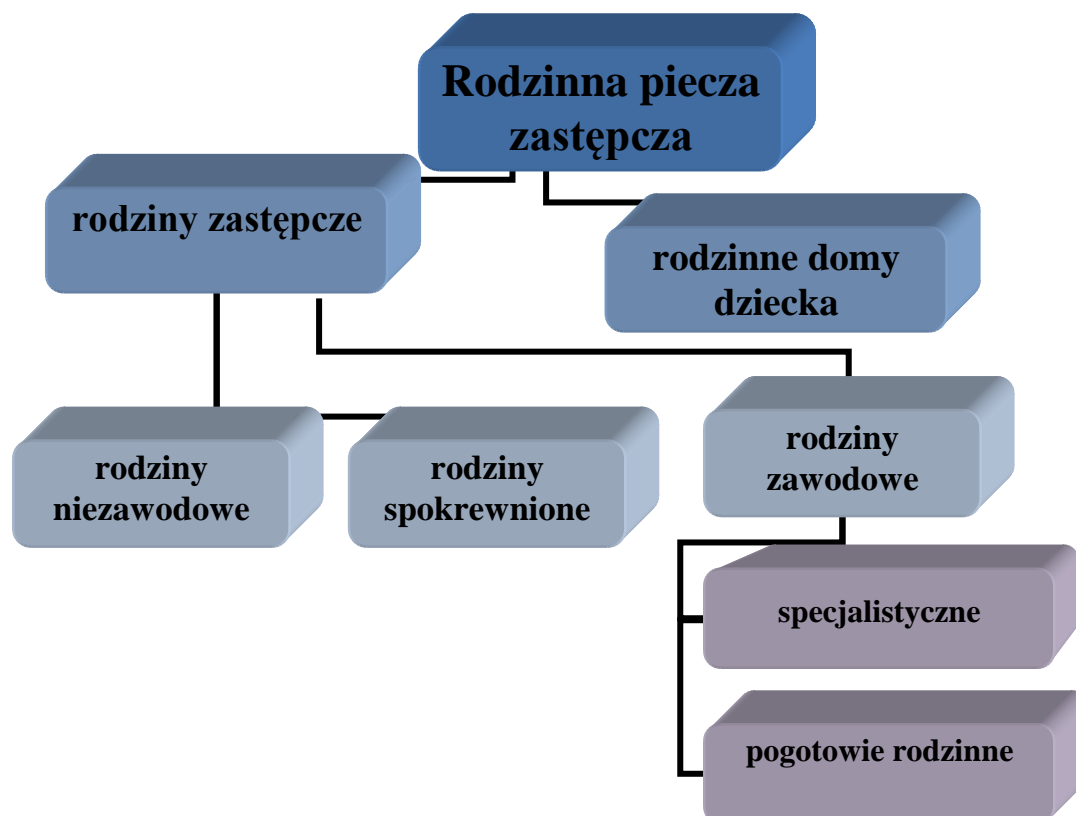 Rodzinna piecza
zastępcza
rodziny zastępcze
rodzinne domy
dziecka
rodziny
niezawodowe
rodziny
spokrewnione
rodziny
zawodowe
specjalistyczne
pogotowie rodzinne